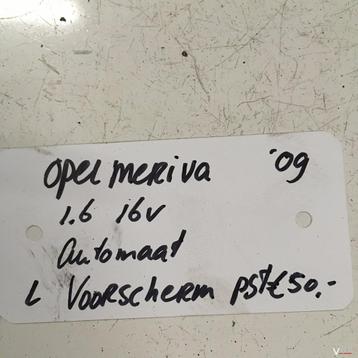 Opel meriva '09
1.6 16v
Automaat
L Voorscherm pst €50,-